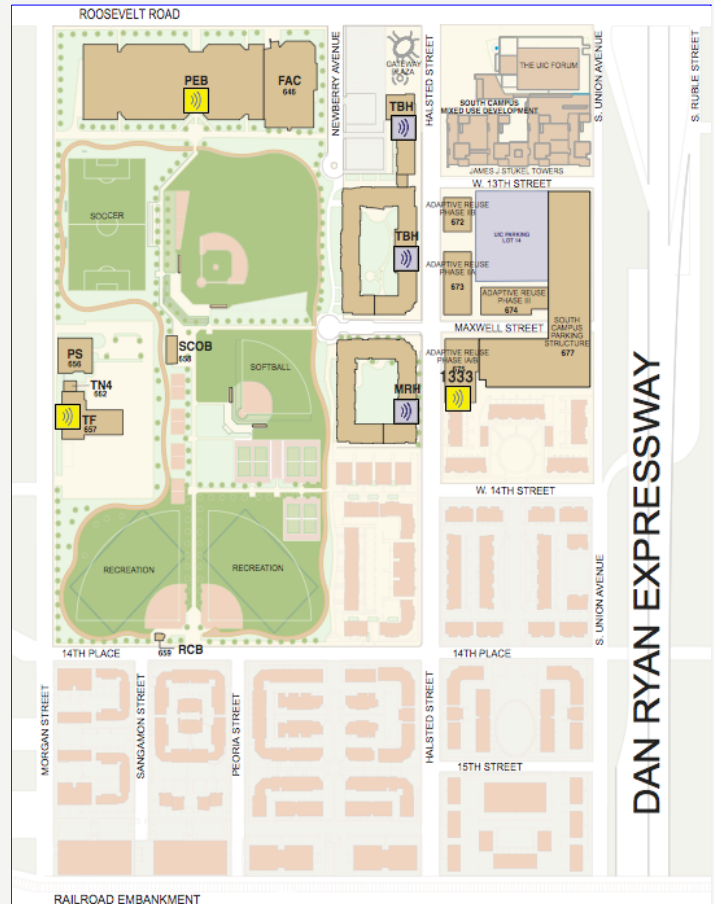 ROOSEVELT ROAD
NEWBERRY AVENUE
HALSTED STREET
S. UNION AVENUE
S. RUBLE STREET
PEB
FAC
646
GATEWAY
PLAZA
TBH
THE UIC FORUM
SOUTH CAMPUS
MIXED USE DEVELOPMENT
JAMES J STUKEL TOWERS
W. 13TH STREET
SOCCER
TBH
ADAPTIVE REUSE
PHASE IIB
672
UIC PARKING
LOT 14
ADAPTIVE REUSE
PHASE IIA
673
ADAPTIVE REUSE
PHASE III
674
SOUTH
CAMPUS
PARKING
STRUCTURE
677
MAXWELL STREET
PS
656
SCOB
658
SOFTBALL
TN4
662
TF
657
MRH
ADAPTIVE REUSE
PHASE IA/B
1333
W. 14TH STREET
RECREATION
RECREATION
S. UNION AVENUE
DAN RYAN EXPRESSWAY
RCB
659
14TH PLACE
14TH PLACE
MORGAN STREET
SANGAMON STREET
PEORIA STREET
HALSTED STREET
15TH STREET
RAILROAD EMBANKMENT